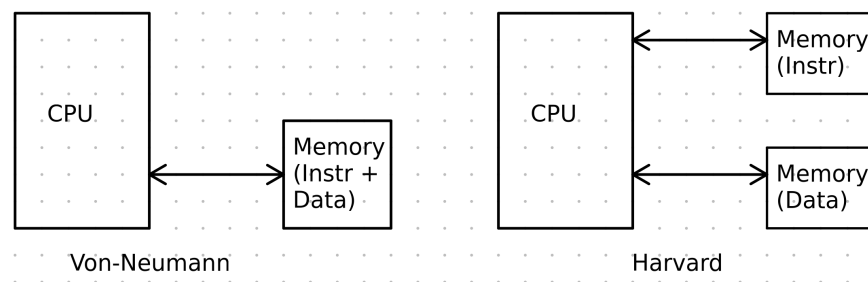 CPU
Memory
(Instr +
Data)
Von-Neumann
CPU
Memory
(Instr)
Memory
(Data)
Harvard